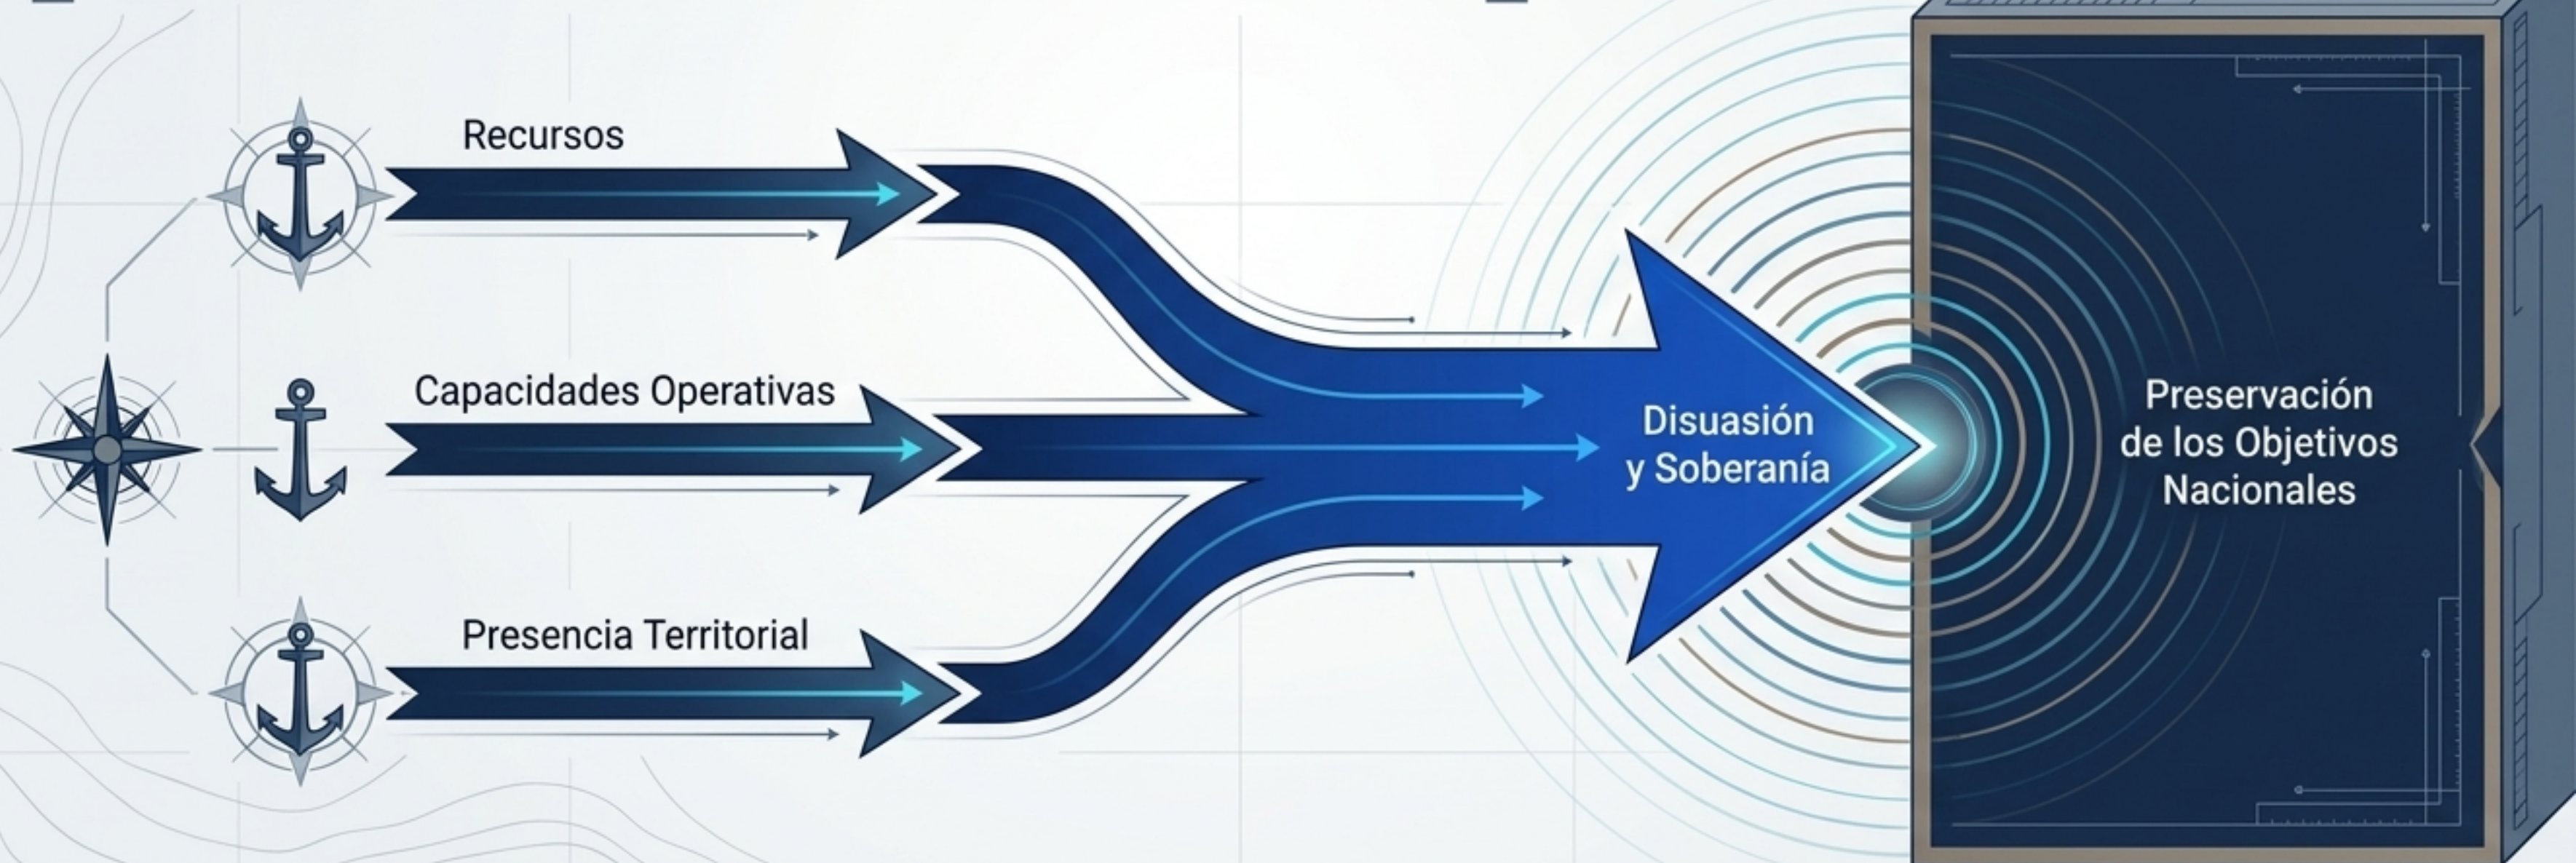 Recursos
Capacidades Operativas
Presencia Territorial
Disuasión
y Soberanía
Preservación
de los Objetivos
Nacionales